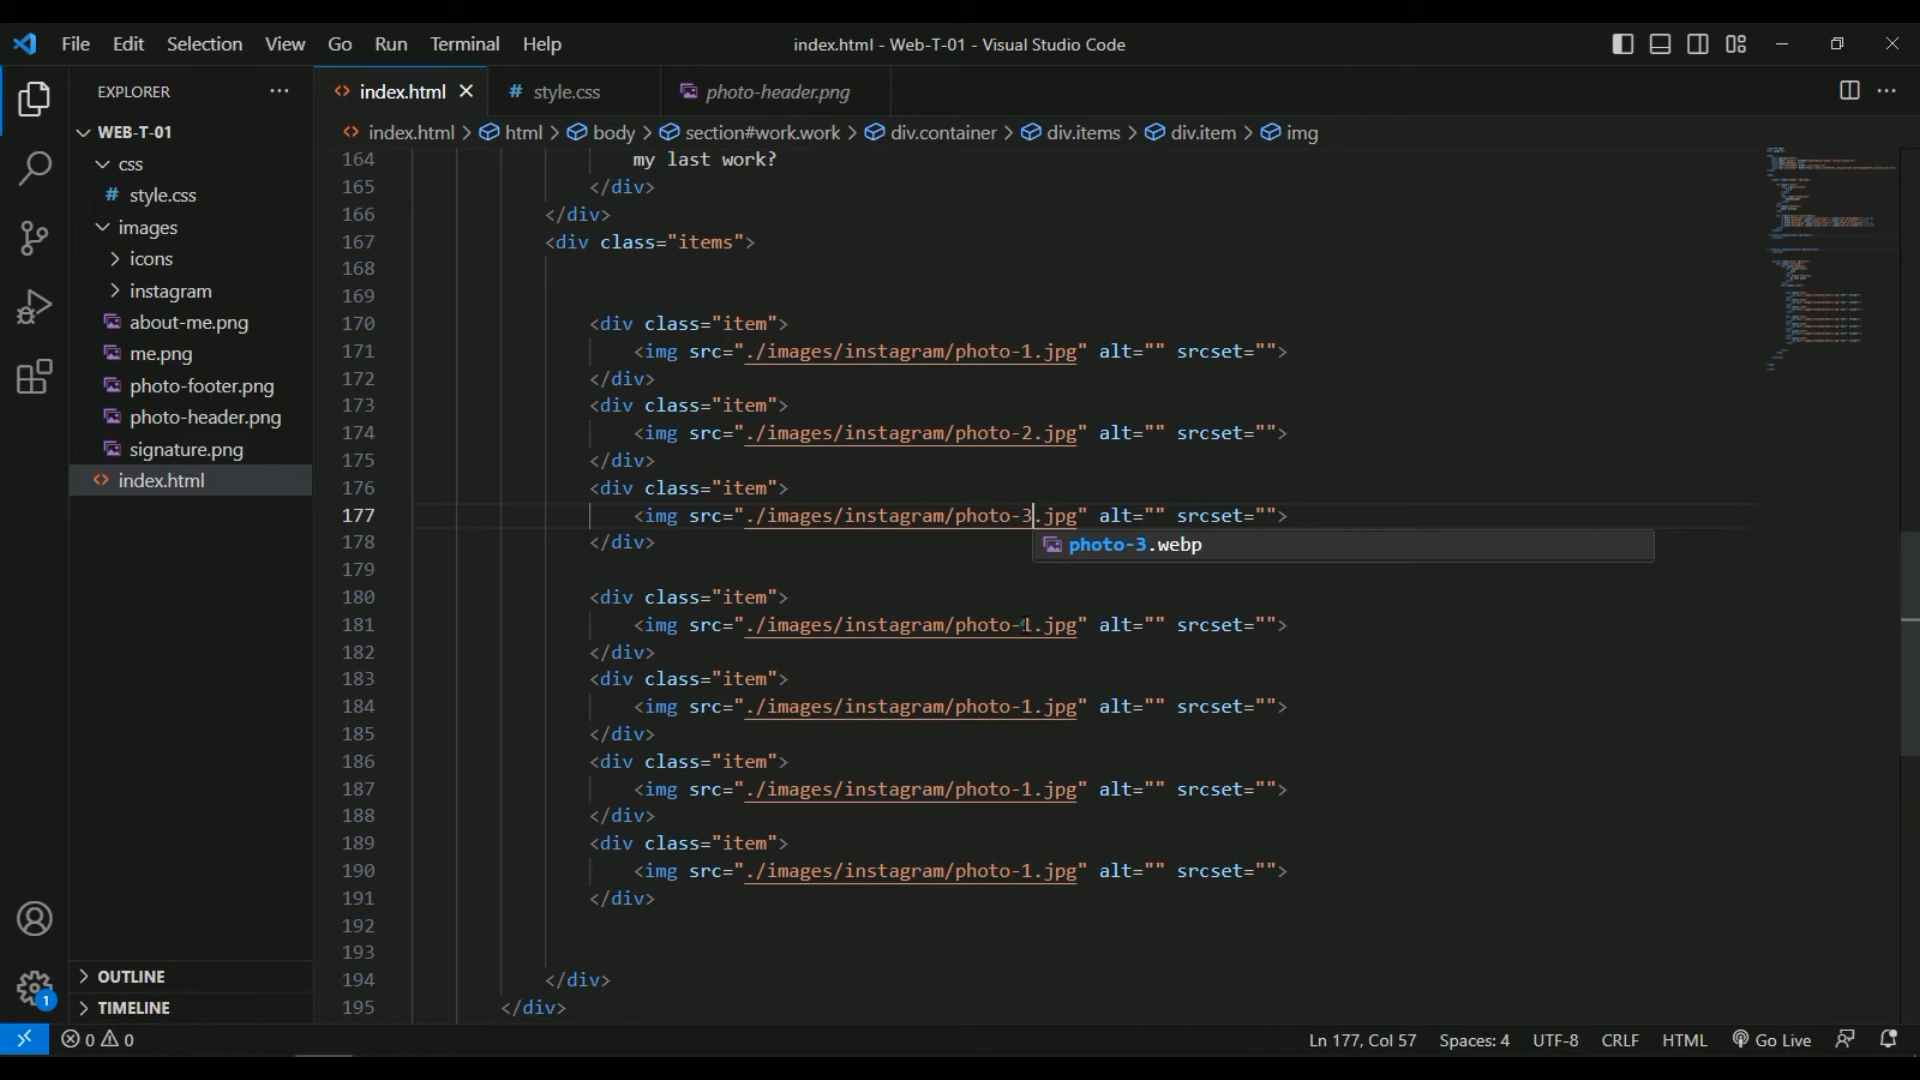 File Edit Selection View Go Run Terminal Help index.html - Web-T-01 - Visual Studio Code
EXPLORER ···
index.html × # style.css photo-header.png ···
index.html > html > body > section#work.work > div.container > div.items > div.item > img
WEB-T-01
css
# style.css
images
icons
instagram
about-me.png
me.png
photo-footer.png
photo-header.png
signature.png
<> index.html
OUTLINE
TIMELINE
164 my last work?
165 </div>
166 </div>
167 <div class="items">
168
169
170 <div class="item">
171 <img src="./images/instagram/photo-1.jpg" alt="" srcset="">
172 </div>
173 <div class="item">
174 <img src="./images/instagram/photo-2.jpg" alt="" srcset="">
175 </div>
176 <div class="item">
177 <img src="./images/instagram/photo-3.jpg" alt="" srcset="">
178 </div>
photo-3.webp
179
180 <div class="item">
181 <img src="./images/instagram/photo-1.jpg" alt="" srcset="">
182 </div>
183 <div class="item">
184 <img src="./images/instagram/photo-1.jpg" alt="" srcset="">
185 </div>
186 <div class="item">
187 <img src="./images/instagram/photo-1.jpg" alt="" srcset="">
188 </div>
189 <div class="item">
190 <img src="./images/instagram/photo-1.jpg" alt="" srcset="">
191 </div>
192
193
194 </div>
195 </div>
1
0 0 Ln 177, Col 57 Spaces: 4 UTF-8 CRLF HTML Go Live